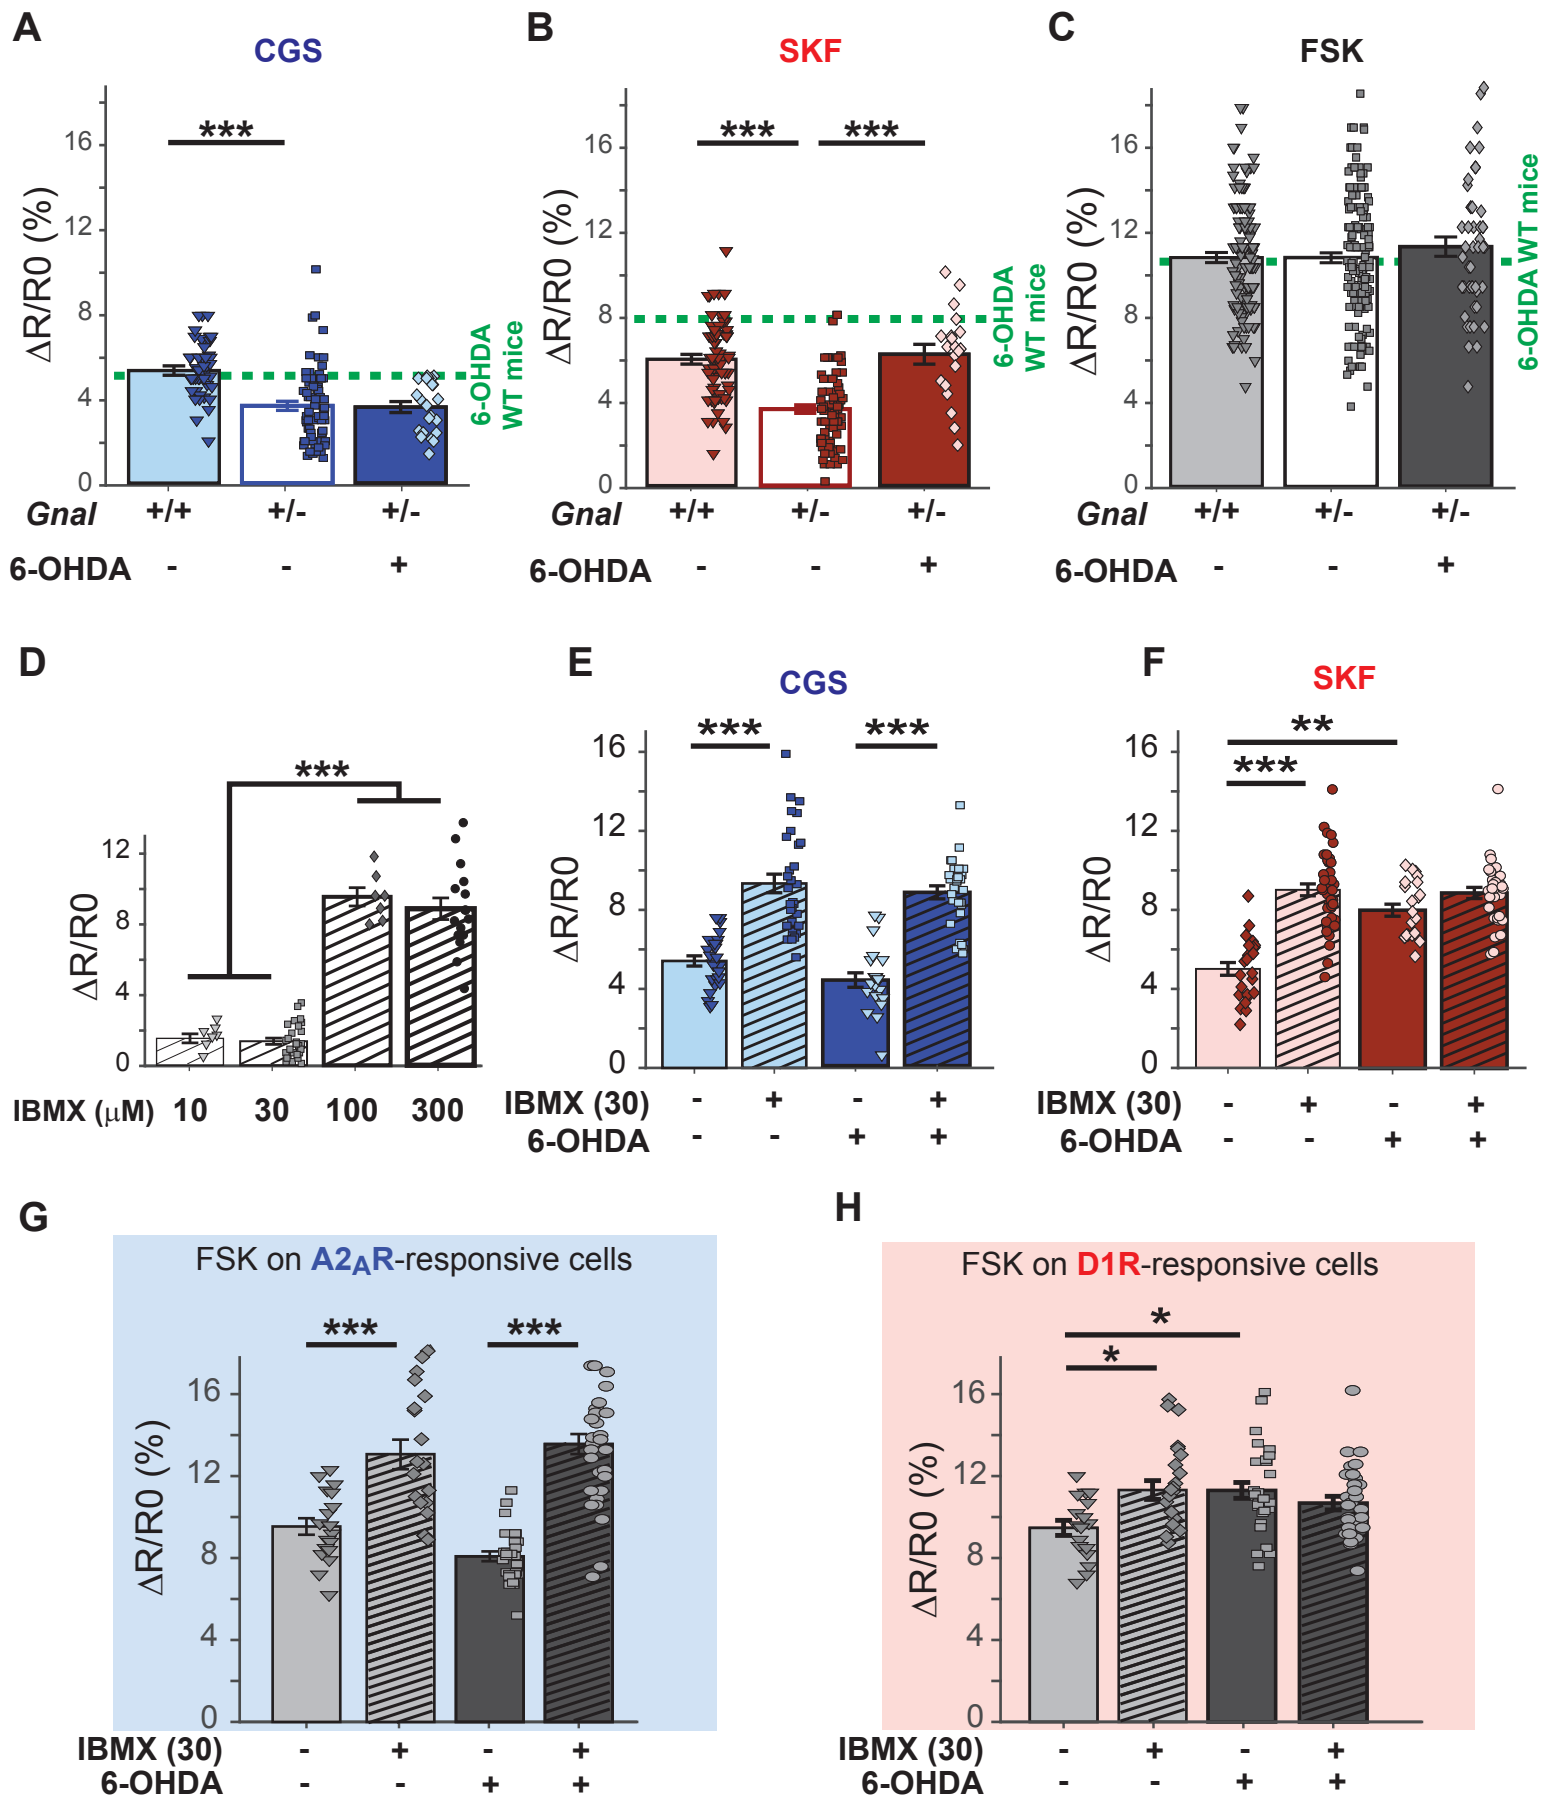 A
CGS
***
ΔR/R0 (%)
16
12
8
4
0
6-OHDA
WT mice
Gnal +/+ +/- +/-
6-OHDA - - +
B
SKF
*** ***
ΔR/R0 (%)
16
12
8
4
0
6-OHDA
WT mice
Gnal +/+ +/- +/-
6-OHDA - - +
C
FSK
ΔR/R0 (%)
16
12
8
4
0
6-OHDA WT mice
Gnal +/+ +/- +/-
6-OHDA - - +
D
***
ΔR/R0
12
8
4
0
IBMX (μM) 10 30 100 300
E
CGS
*** ***
ΔR/R0
16
12
8
4
0
IBMX (30) - + - +
6-OHDA - - + +
F
SKF
**
***
ΔR/R0
16
12
8
4
0
IBMX (30) - + - +
6-OHDA - - + +
G
FSK on A2AR-responsive cells
*** ***
ΔR/R0 (%)
16
12
8
4
0
IBMX (30) - + - +
6-OHDA - - + +
H
FSK on D1R-responsive cells
*
*
ΔR/R0 (%)
16
12
8
4
0
IBMX (30) - + - +
6-OHDA - - + +